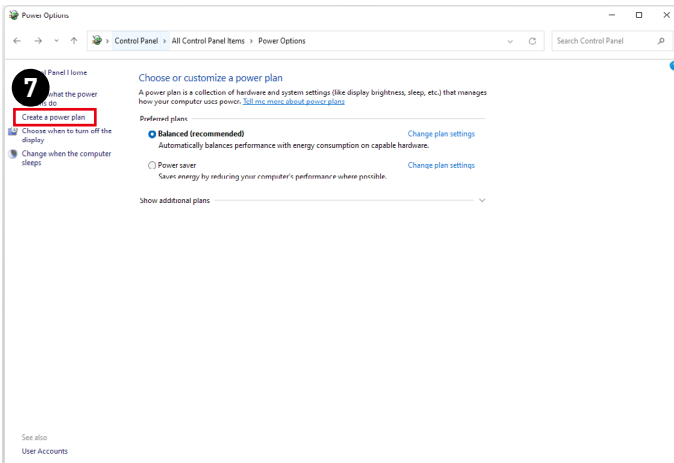 Power Options
Control Panel > All Control Panel Items > Power Options
Search Control Panel
Panel Home
7
what the power
s do
Create a power plan
Choose when to turn off the
display
Change when the computer
sleeps
Choose or customize a power plan
A power plan is a collection of hardware and system settings (like display brightness, sleep, etc.) that manages
how your computer uses power. Tell me more about power plans
Preferred plans
Balanced (recommended)
Change plan settings
Automatically balances performance with energy consumption on capable hardware.
Power saver
Change plan settings
Saves energy by reducing your computer's performance where possible.
Show additional plans
See also
User Accounts